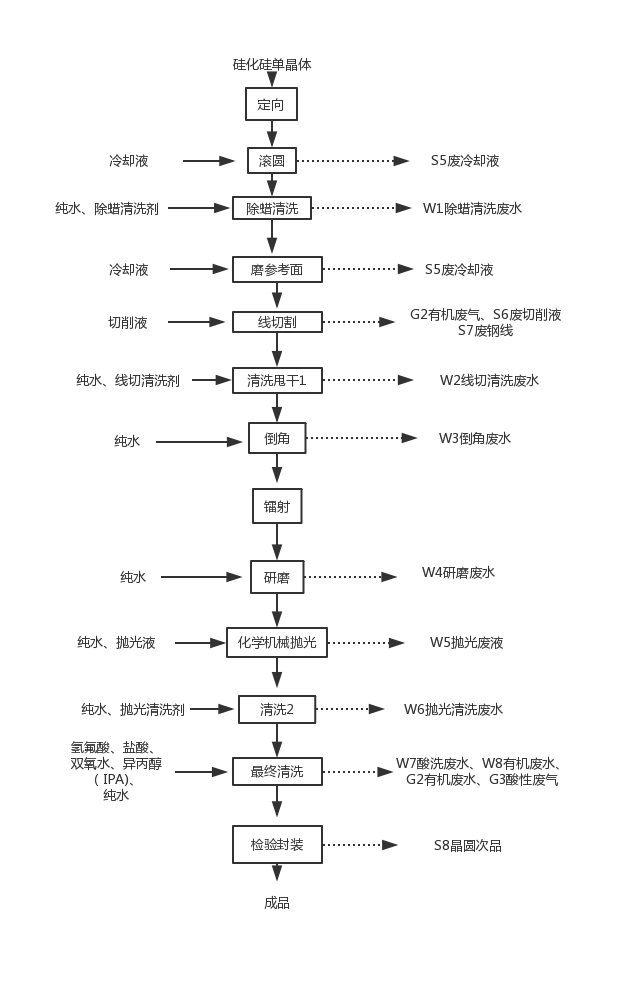 硅化硅单晶体
定向
冷却液
滚圆
S5废冷却液
纯水、除蜡清洗剂
除蜡清洗
W1除蜡清洗废水
冷却液
磨参考面
S5废冷却液
切削液
线切割
G2有机废气、S6废切削液
S7废钢线
纯水、线切清洗剂
清洗甩干1
W2线切清洗废水
纯水
倒角
W3倒角废水
镭射
纯水
研磨
W4研磨废水
纯水、抛光液
化学机械抛光
W5抛光废液
纯水、抛光清洗剂
清洗2
W6抛光清洗废水
氢氟酸、盐酸、
双氧水、异丙醇
( IPA)、
纯水
最终清洗
W7酸洗废水、W8有机废水、
G2有机废水、G3酸性废气
检验封装
S8晶圆次品
成品